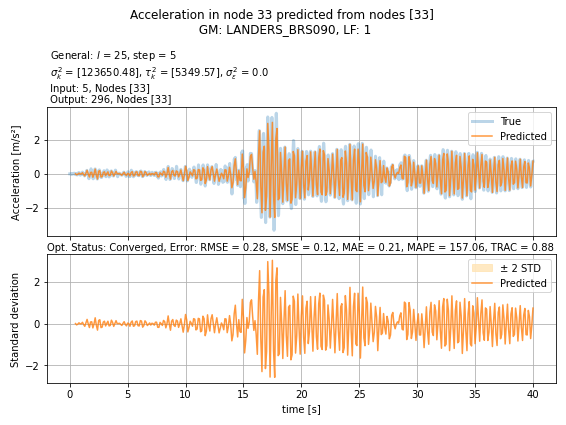 Acceleration in node 33 predicted from nodes [33]
GM: LANDERS_BRS090, LF: 1
General: l = 25, step = 5
σ²ₖ = [123650.48], τ²ₖ = [5349.57], σ²ε = 0.0
Input: 5, Nodes [33]
Output: 296, Nodes [33]
True
Predicted
Acceleration [m/s²]
2
0
−2
Opt. Status: Converged, Error: RMSE = 0.28, SMSE = 0.12, MAE = 0.21, MAPE = 157.06, TRAC = 0.88
± 2 STD
Predicted
Standard deviation
2
0
−2
0 5 10 15 20 25 30 35 40
time [s]